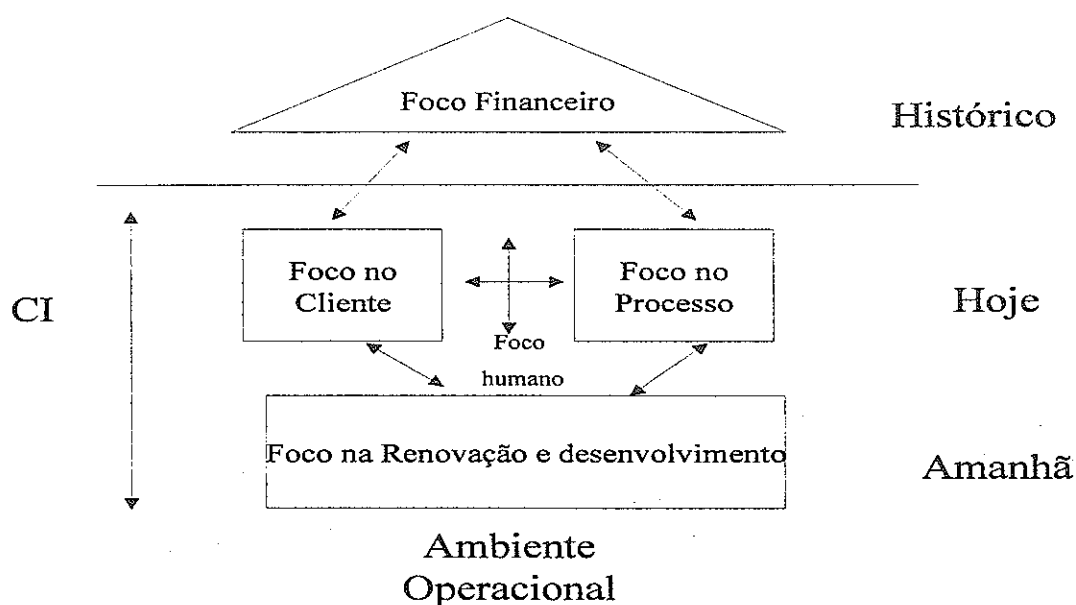 Foco Financeiro
Histórico
CI
Foco no
Cliente
Foco no
Processo
Hoje
Foco
humano
Foco na Renovação e desenvolvimento
Amanhã
Ambiente
Operacional